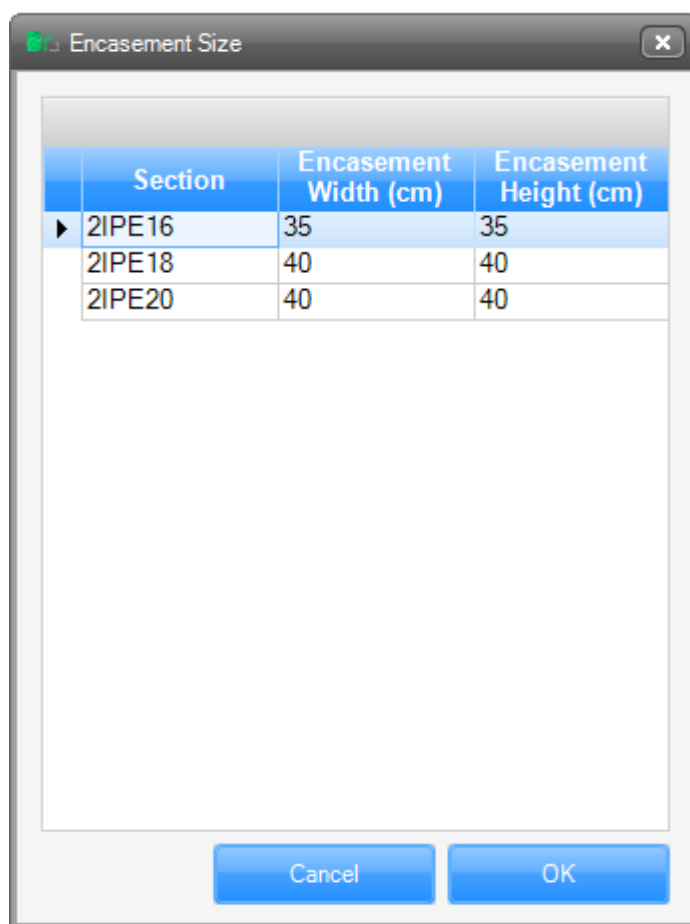 Encasement Size
Section Encasement Width (cm) Encasement Height (cm)
2IPE16 35 35
2IPE18 40 40
2IPE20 40 40
Cancel OK